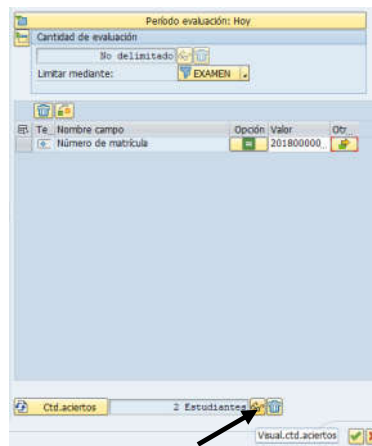 Período evaluación: Hoy
Cantidad de evaluación
No delimitado
Limitar mediante: EXAMEN
Te... Nombre campo Opción Valor Otr...
Número de matrícula 201800000...
Ctd.aciertos 2 Estudiantes
Visual.ctd.aciertos